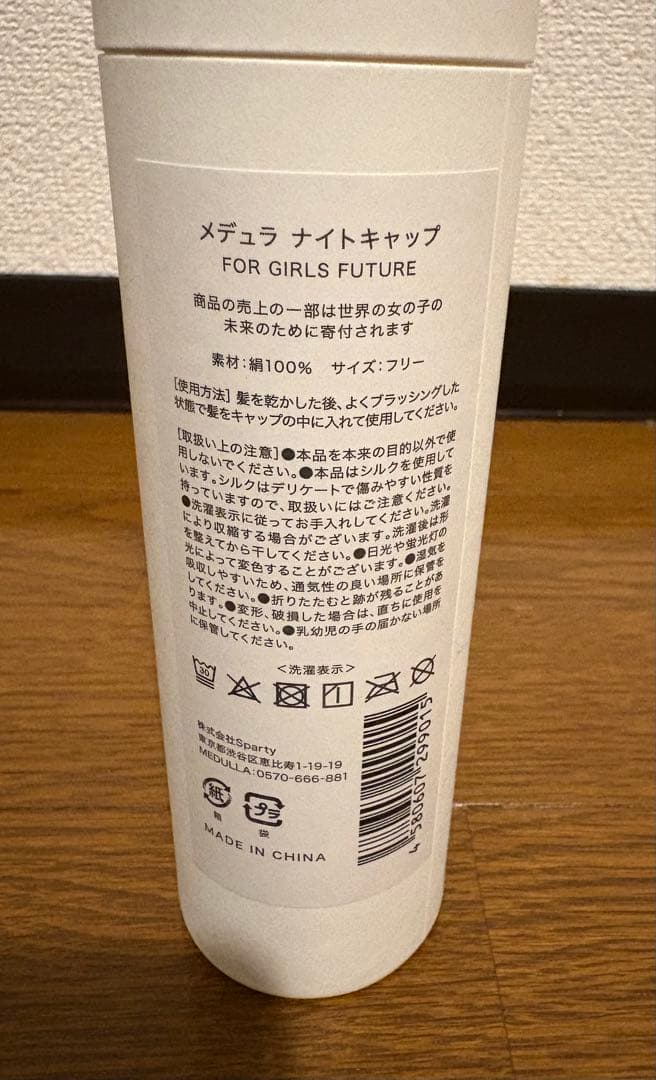 メデュラ ナイトキャップ
FOR GIRLS FUTURE
商品の売上の一部は世界の女の子の
未来のために寄付されます
素材：絹100％　サイズ：フリー
［使用方法］髪を乾かした後、よくブラッシングした
状態で髪をキャップの中に入れて使用してください。
［取扱い上の注意］●本品を本来の目的以外で使
用しないでください。●本品はシルクを使用して
います。シルクはデリケートで傷みやすい性質を
持っていますので、取扱いにはご注意ください。
●洗濯表示に従ってお手入れしてください。洗濯
により収縮する場合がございます。洗濯後は形
を整えてから干してください。●日光や蛍光灯の
光によって変色することがございます。●湿気を
吸収しやすいため、通気性の良い場所に保管を
してください。●折りたたむと跡が残ることがあ
ります。●変形、破損した場合は、直ちに使用を
中止してください。●乳幼児の手の届かない場所
に保管してください。
＜洗濯表示＞
30
株式会社Sparty
東京都渋谷区恵比寿1-19-19
MEDULLA:0570-666-881
紙
箱
プラ
袋
MADE IN CHINA
4 580607 299015